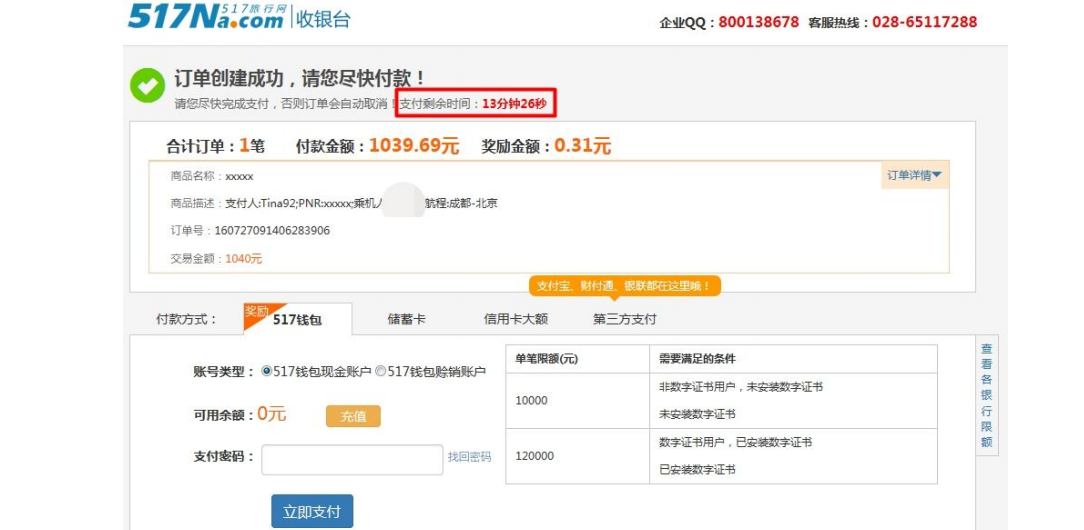 517Na.com 517旅行网 收银台
企业QQ：800138678 客服热线：028-65117288
订单创建成功，请您尽快付款！
请您尽快完成支付，否则订单会自动取消！支付剩余时间：13分钟26秒
合计订单：1笔 付款金额：1039.69元 奖励金额：0.31元
商品名称：xxxxx
订单详情
商品描述：支付人:Tina92;PNR:xxxxx;乘机人 航程:成都-北京
订单号：160727091406283906
交易金额：1040元
支付宝、财付通、银联都在这里哦！
付款方式：
奖励
517钱包
储蓄卡
信用卡大额
第三方支付
账号类型：517钱包现金账户 517钱包赊销账户
可用余额：0元 充值
支付密码： 找回密码
立即支付
单笔限额(元) 需要满足的条件
10000
非数字证书用户，未安装数字证书
未安装数字证书
120000
数字证书用户，已安装数字证书
已安装数字证书
查看各银行限额